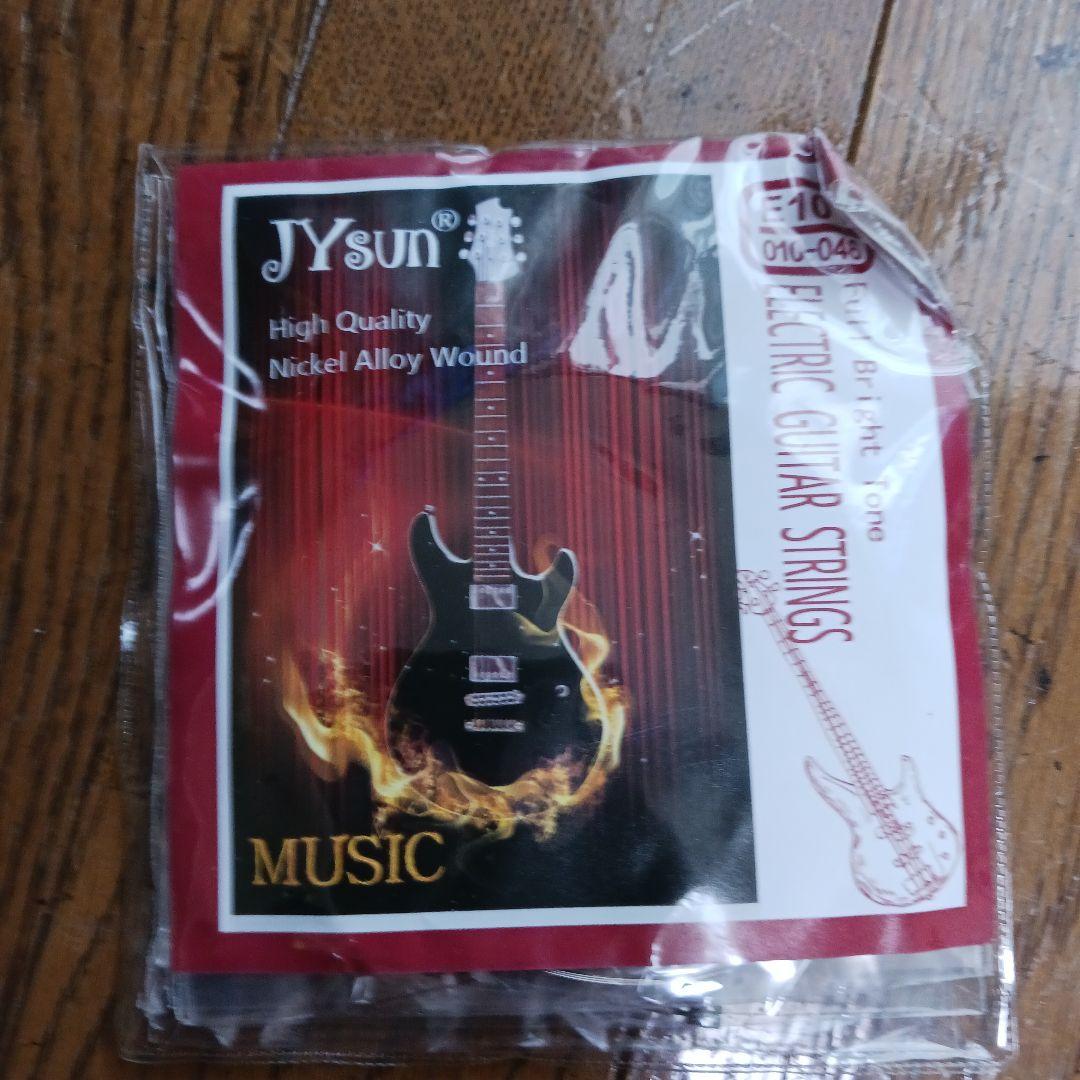 JYsun®
High Quality
Nickel Alloy Wound
MUSIC
E10
010-048
Full Bright Tone
ELECTRIC GUITAR STRINGS